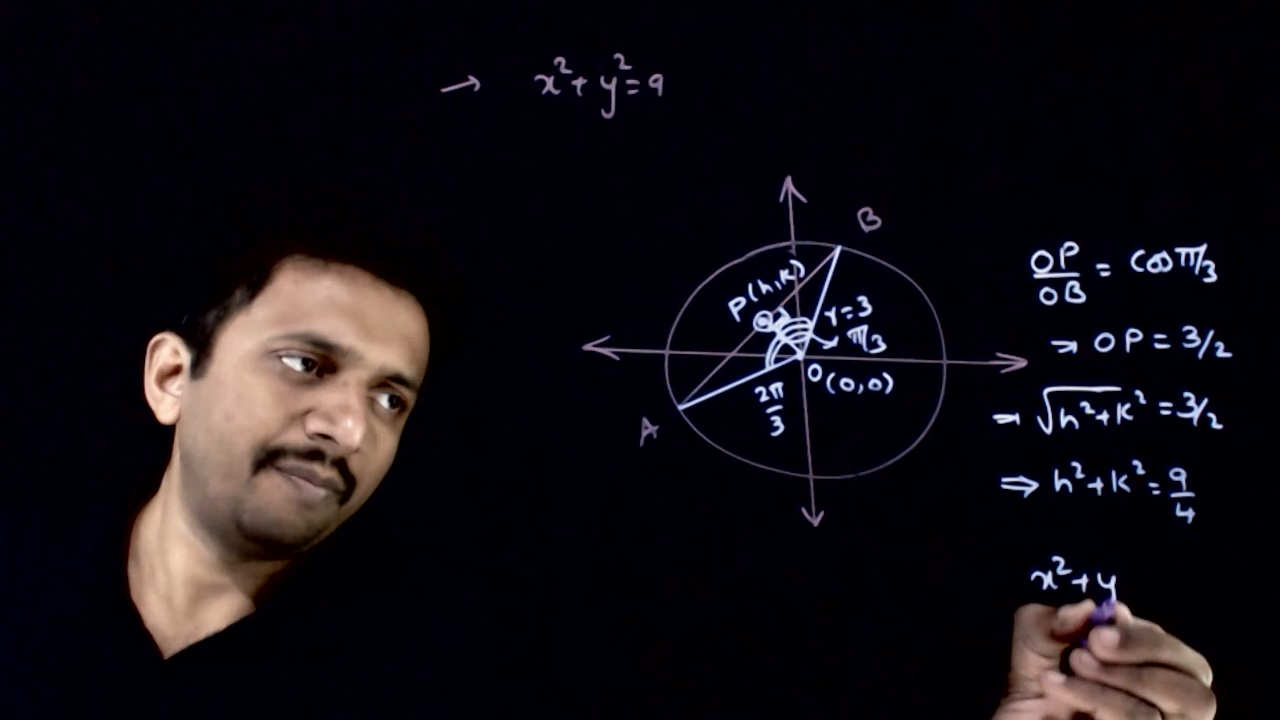 → x²+y²=9
B
P(h,k)
r=3
π/3
O(0,0)
2π/3
A
OP/OB = cos π/3
⇒ OP = 3/2
⇒ √h²+k² = 3/2
⇒ h²+k² = 9/4
x²+y